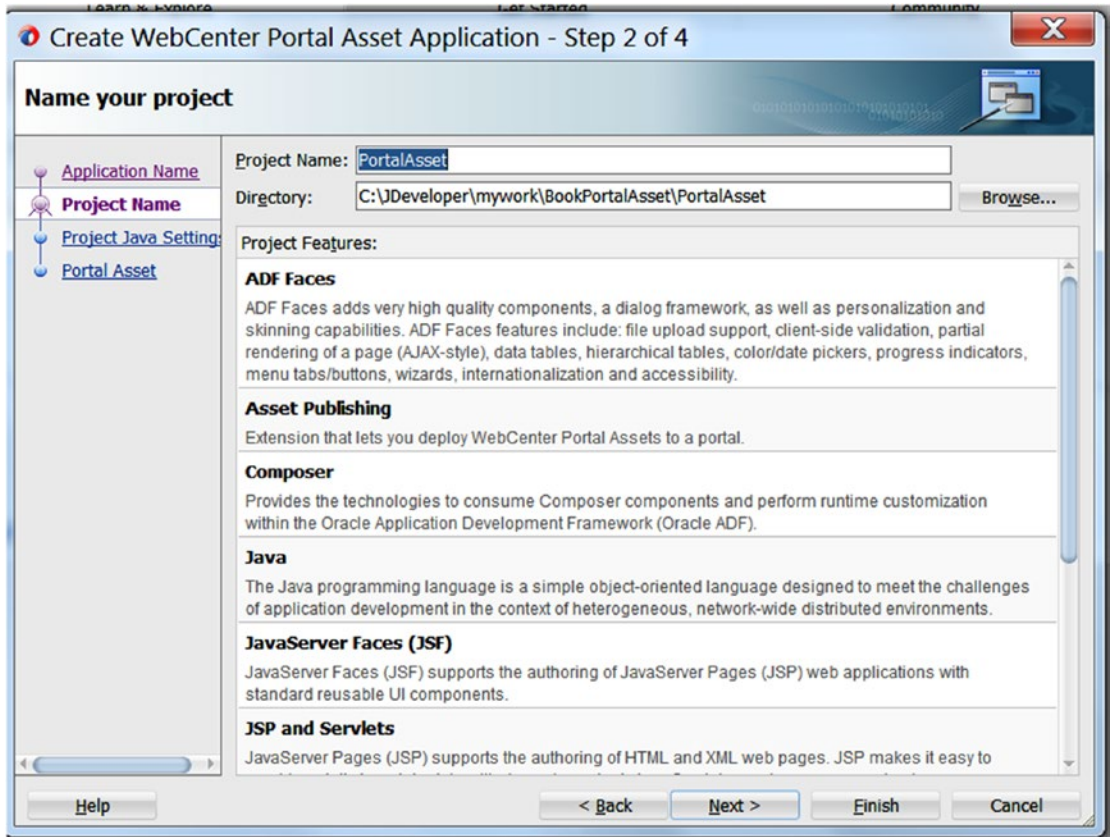 Learn & Explore Get Started Community
Create WebCenter Portal Asset Application - Step 2 of 4
Name your project
Application Name
Project Name
Project Java Settings
Portal Asset
Project Name: PortalAsset
Directory: C:\JDeveloper\mywork\BookPortalAsset\PortalAsset Browse...
Project Features:
ADF Faces
ADF Faces adds very high quality components, a dialog framework, as well as personalization and
skinning capabilities. ADF Faces features include: file upload support, client-side validation, partial
rendering of a page (AJAX-style), data tables, hierarchical tables, color/date pickers, progress indicators,
menu tabs/buttons, wizards, internationalization and accessibility.
Asset Publishing
Extension that lets you deploy WebCenter Portal Assets to a portal.
Composer
Provides the technologies to consume Composer components and perform runtime customization
within the Oracle Application Development Framework (Oracle ADF).
Java
The Java programming language is a simple object-oriented language designed to meet the challenges
of application development in the context of heterogeneous, network-wide distributed environments.
JavaServer Faces (JSF)
JavaServer Faces (JSF) supports the authoring of JavaServer Pages (JSP) web applications with
standard reusable UI components.
JSP and Servlets
JavaServer Pages (JSP) supports the authoring of HTML and XML web pages. JSP makes it easy to
Help < Back Next > Finish Cancel